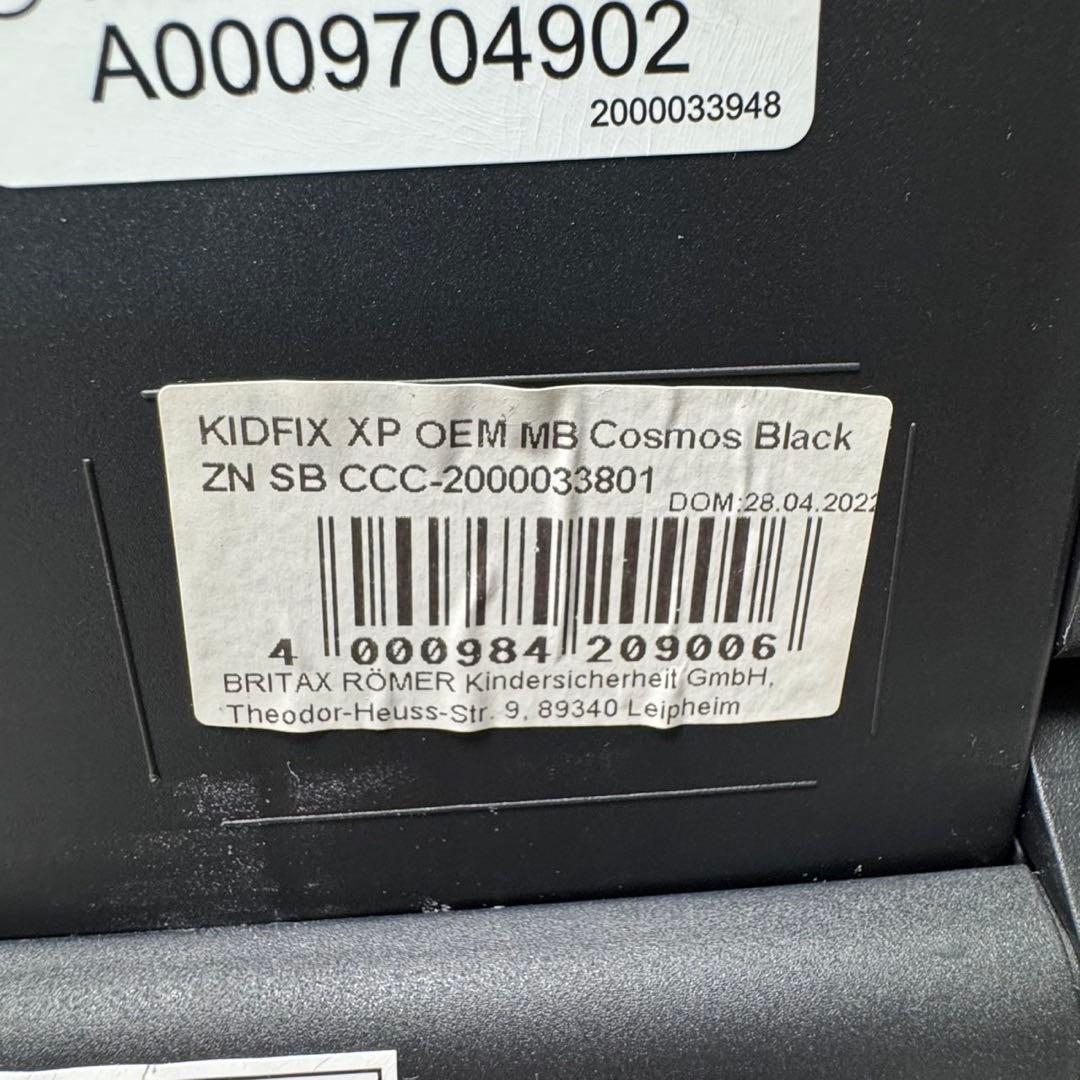 A0009704902
2000033948
KIDFIX XP OEM MB Cosmos Black
ZN SB CCC-2000033801
DOM:28.04.2022
4 000984 209006
BRITAX RÖMER Kindersicherheit GmbH,
Theodor-Heuss-Str. 9, 89340 Leipheim